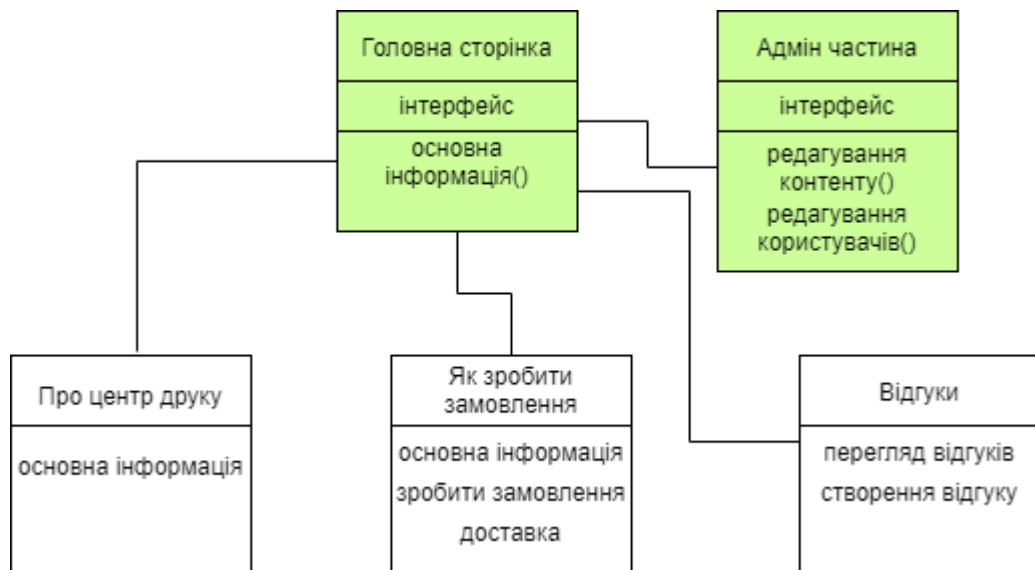 Головна сторінка
інтерфейс
основна
інформація()
Адмін частина
інтерфейс
редагування
контенту()
редагування
користувачів()
Про центр друку
основна інформація
Як зробити
замовлення
основна інформація
зробити замовлення
доставка
Відгуки
перегляд відгуків
створення відгуку